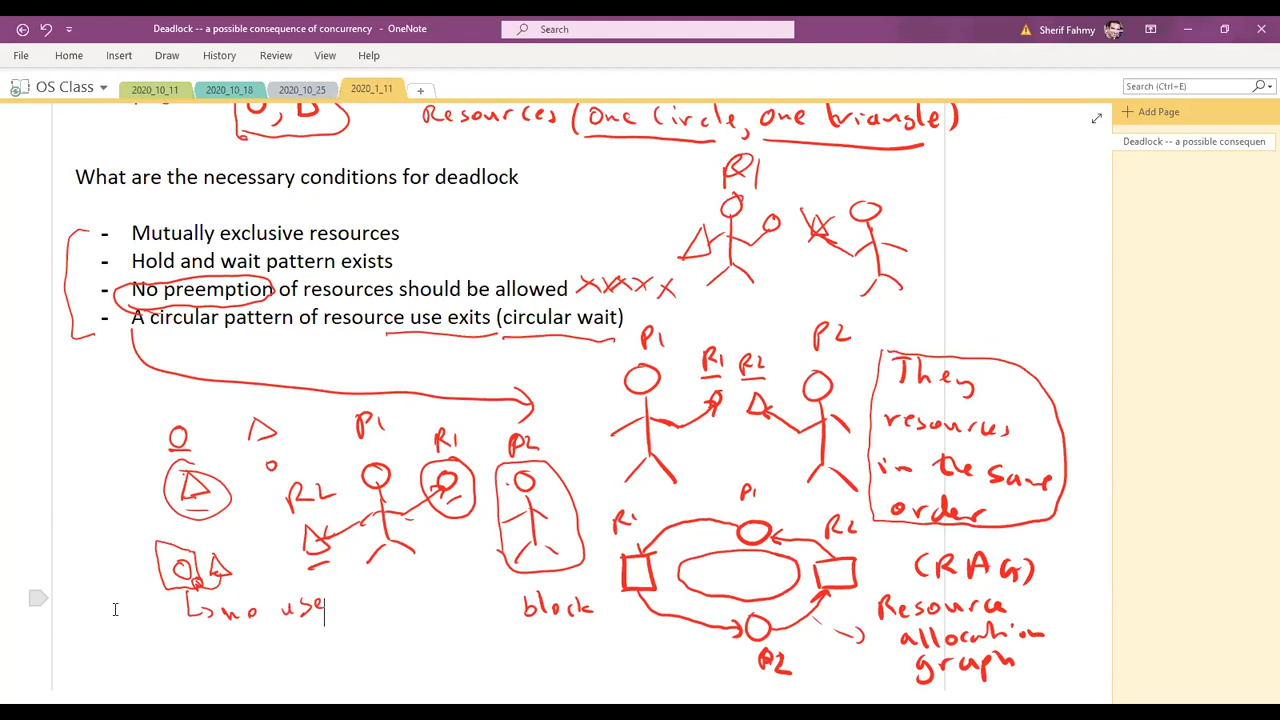 Deadlock -- a possible consequence of concurrency - OneNote
Search
Sherif Fahmy
File Home Insert Draw History Review View Help
OS Class
2020_10_11 2020_10_18 2020_10_25 2020_1_11
Search (Ctrl+E)
Add Page
Deadlock -- a possible consequen
Resources (one circle, one triangle)
What are the necessary conditions for deadlock
- Mutually exclusive resources
- Hold and wait pattern exists
- No preemption of resources should be allowed xxxxx
- A circular pattern of resource use exits (circular wait)
P1 R1 R2 P2
They
resources
in the same
order
P1 R1 P2
R2
P1
R1 R2
P2
(RAG)
Resource
allocation
graph
block
no use